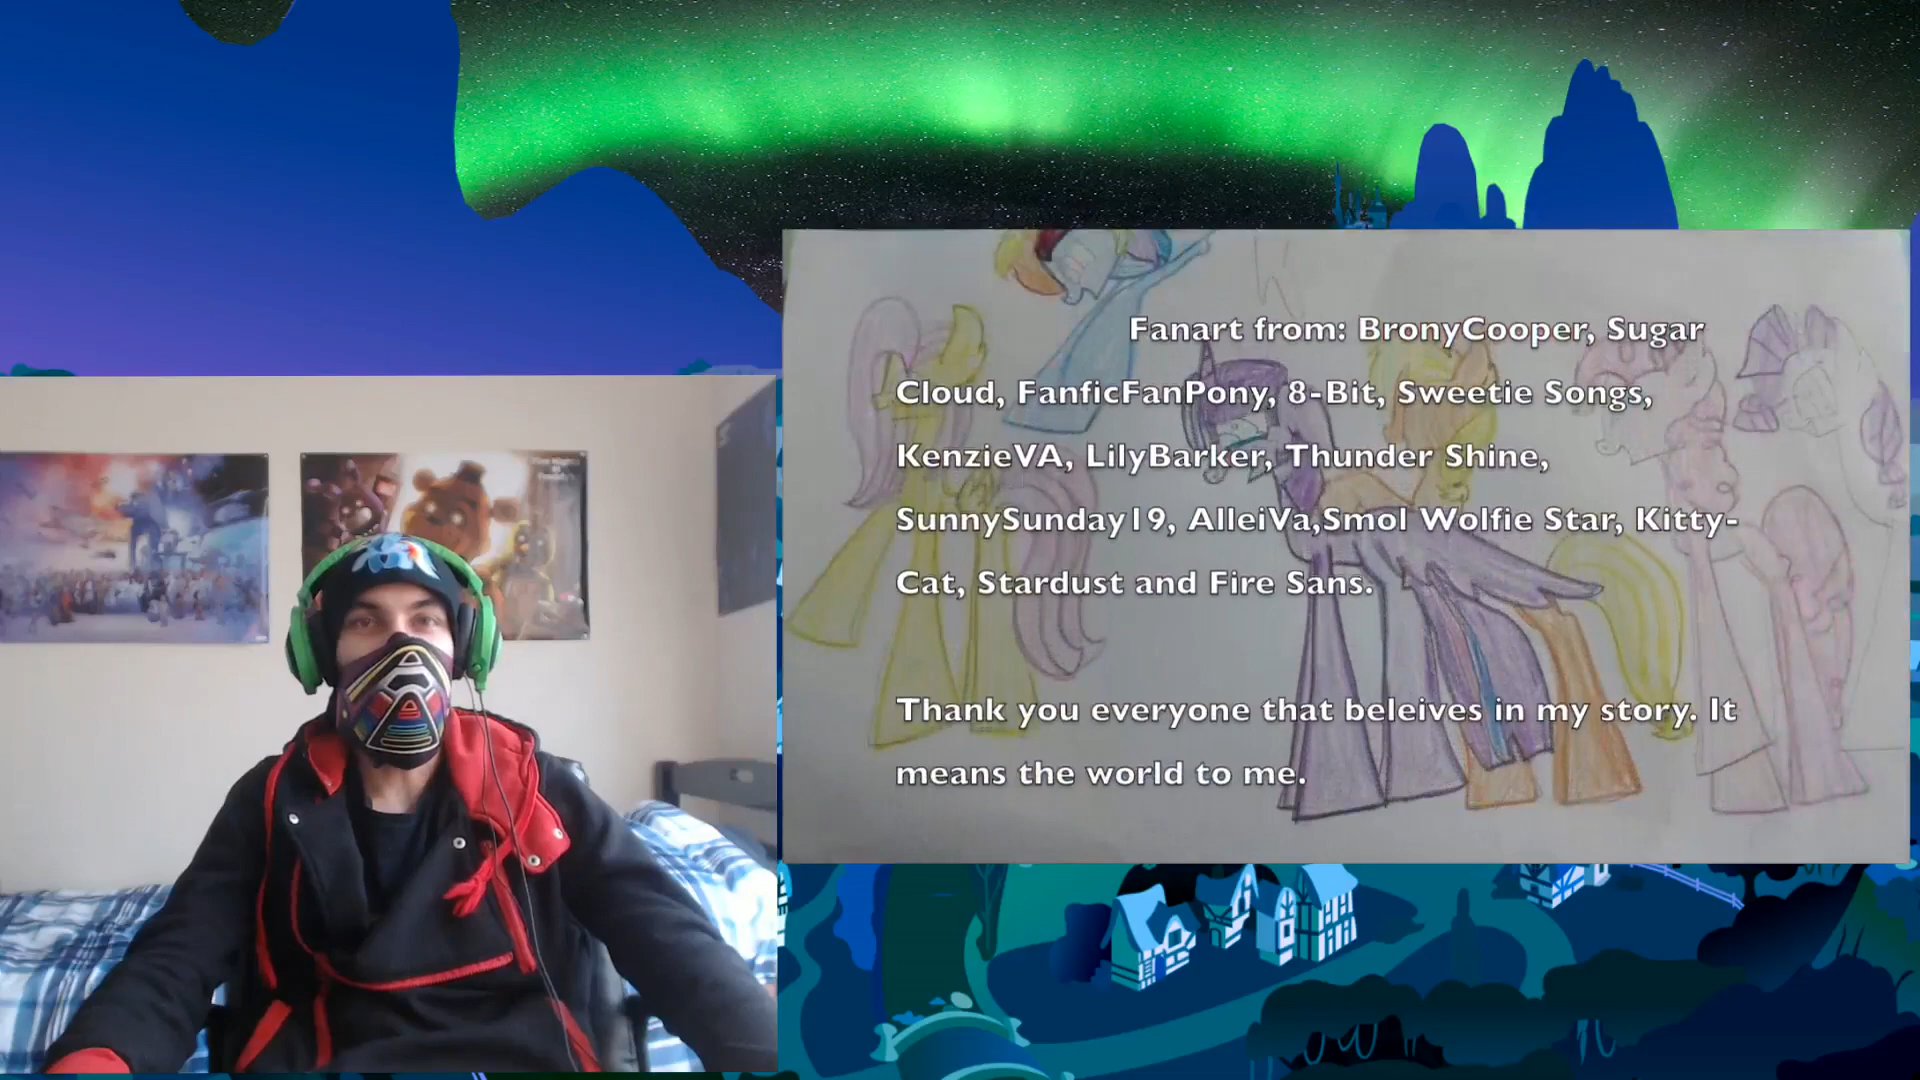 Fanart from: BronyCooper, Sugar
Cloud, FanficFanPony, 8-Bit, Sweetie Songs,
KenzieVA, LilyBarker, Thunder Shine,
SunnySunday19, AlleiVa,Smol Wolfie Star, Kitty-
Cat, Stardust and Fire Sans.
Thank you everyone that beleives in my story. It
means the world to me.